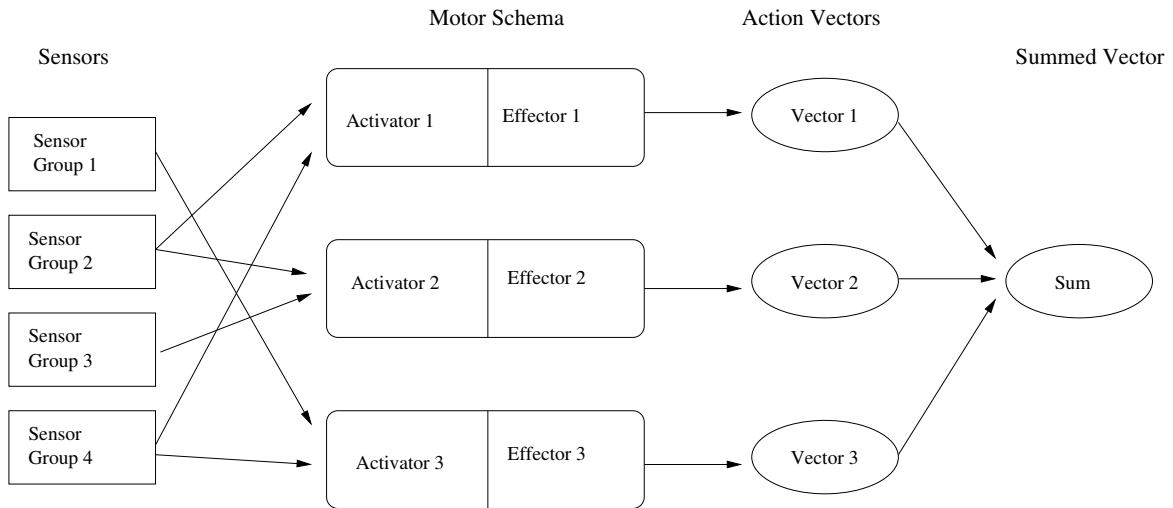 Motor Schema
Action Vectors
Sensors
Summed Vector
Sensor
Group 1
Sensor
Group 2
Sensor
Group 3
Sensor
Group 4
Activator 1
Effector 1
Activator 2
Effector 2
Activator 3
Effector 3
Vector 1
Vector 2
Vector 3
Sum